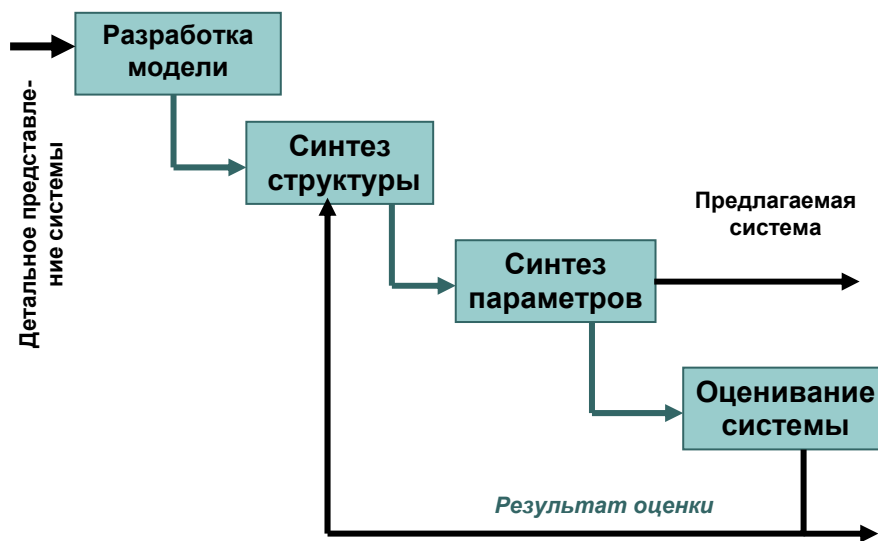 Разработка
модели
Детальное представле-
ние системы
Синтез
структуры
Предлагаемая
система
Синтез
параметров
Оценивание
системы
Результат оценки